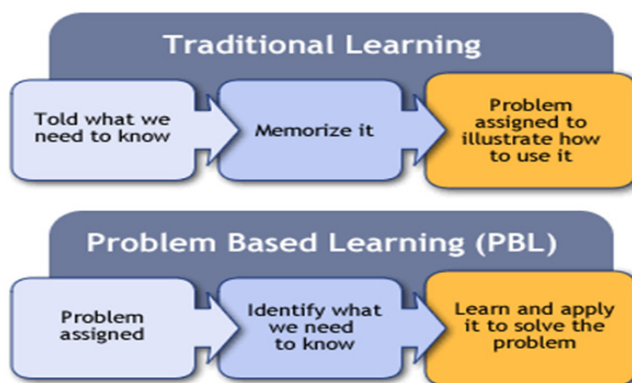 Traditional Learning
Told what we
need to know
Memorize it
Problem
assigned to
illustrate how
to use it
Problem Based Learning (PBL)
Problem
assigned
Identify what
we need
to know
Learn and apply
it to solve the
problem